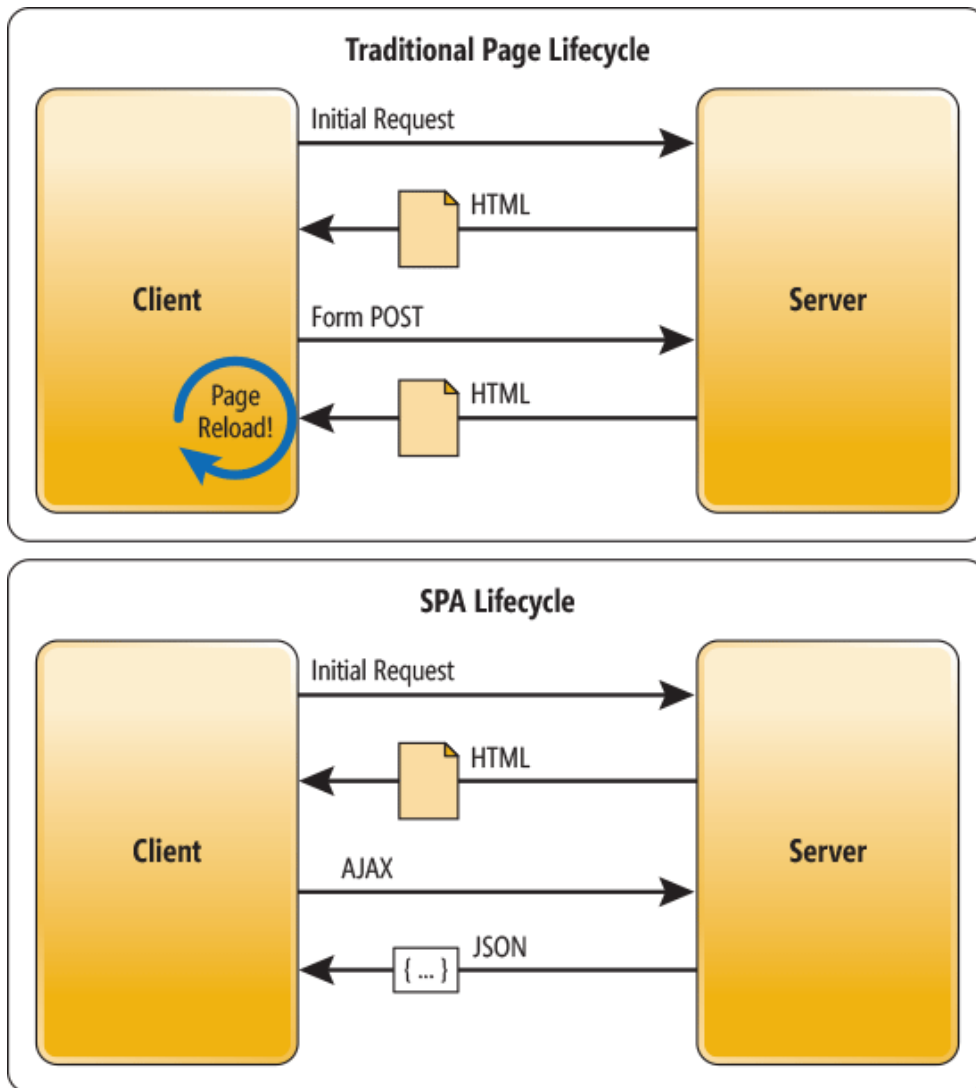 Traditional Page Lifecycle
Initial Request
HTML
Client
Server
Form POST
HTML
Page
Reload!
SPA Lifecycle
Initial Request
HTML
Client
Server
AJAX
JSON
{ ... }